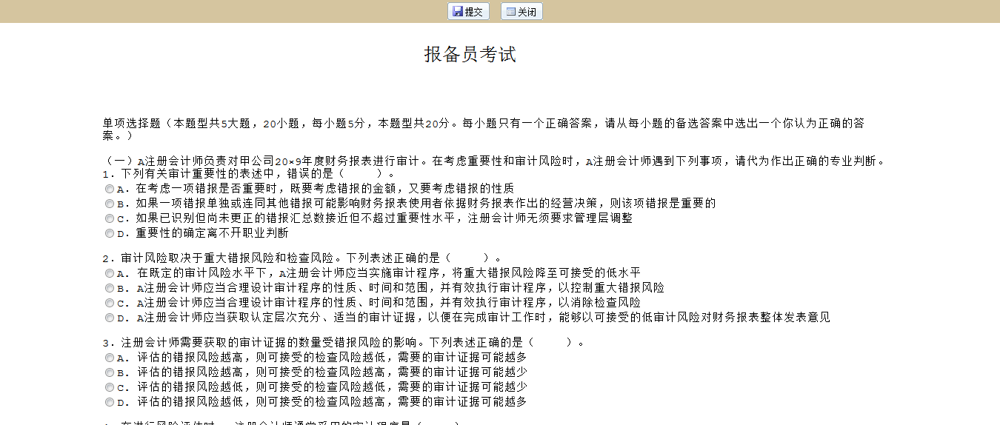 提交 关闭
报备员考试
单项选择题（本题型共5大题，20小题，每小题5分，本题型共20分。每小题只有一个正确答案，请从每小题的备选答案中选出一个你认为正确的答
案。）
（一）A注册会计师负责对甲公司20×9年度财务报表进行审计。在考虑重要性和审计风险时，A注册会计师遇到下列事项，请代为作出正确的专业判断。
1．下列有关审计重要性的表述中，错误的是（　　）。
A．在考虑一项错报是否重要时，既要考虑错报的金额，又要考虑错报的性质
B．如果一项错报单独或连同其他错报可能影响财务报表使用者依据财务报表作出的经营决策，则该项错报是重要的
C．如果已识别但尚未更正的错报汇总数接近但不超过重要性水平，注册会计师无须要求管理层调整
D．重要性的确定离不开职业判断
2．审计风险取决于重大错报风险和检查风险。下列表述正确的是（　　）。
A．在既定的审计风险水平下，A注册会计师应当实施审计程序，将重大错报风险降至可接受的低水平
B．A注册会计师应当合理设计审计程序的性质、时间和范围，并有效执行审计程序，以控制重大错报风险
C．A注册会计师应当合理设计审计程序的性质、时间和范围，并有效执行审计程序，以消除检查风险
D．A注册会计师应当获取认定层次充分、适当的审计证据，以便在完成审计工作时，能够以可接受的低审计风险对财务报表整体发表意见
3．注册会计师需要获取的审计证据的数量受错报风险的影响。下列表述正确的是（　　）。
A．评估的错报风险越高，则可接受的检查风险越低，需要的审计证据可能越多
B．评估的错报风险越高，则可接受的检查风险越高，需要的审计证据可能越少
C．评估的错报风险越低，则可接受的检查风险越低，需要的审计证据可能越少
D．评估的错报风险越低，则可接受的检查风险越高，需要的审计证据可能越多